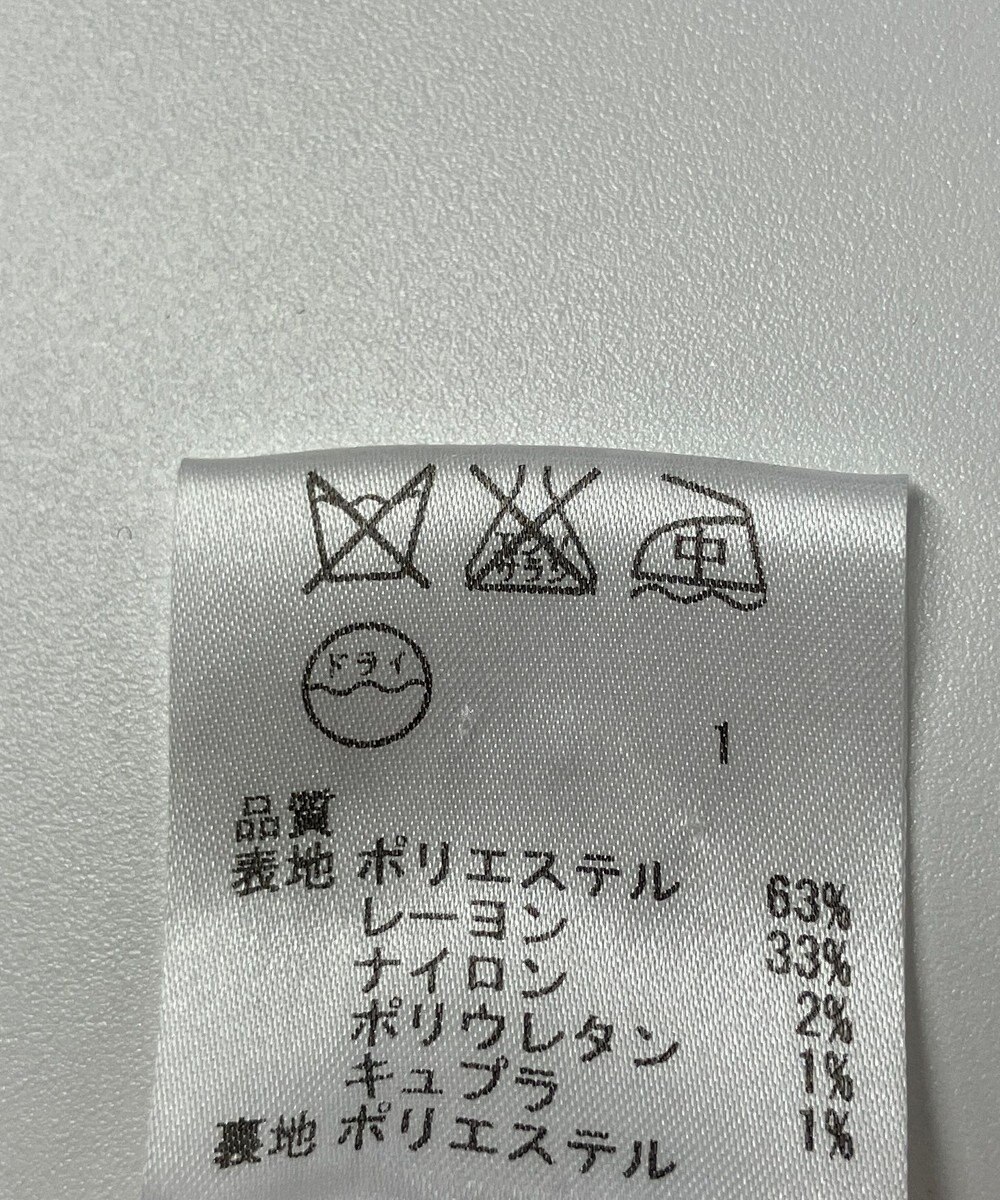 中
ドライ
1
品質
表地 ポリエステル 63%
レーヨン 33%
ナイロン 2%
ポリウレタン 1%
キュプラ 1%
裏地 ポリエステル